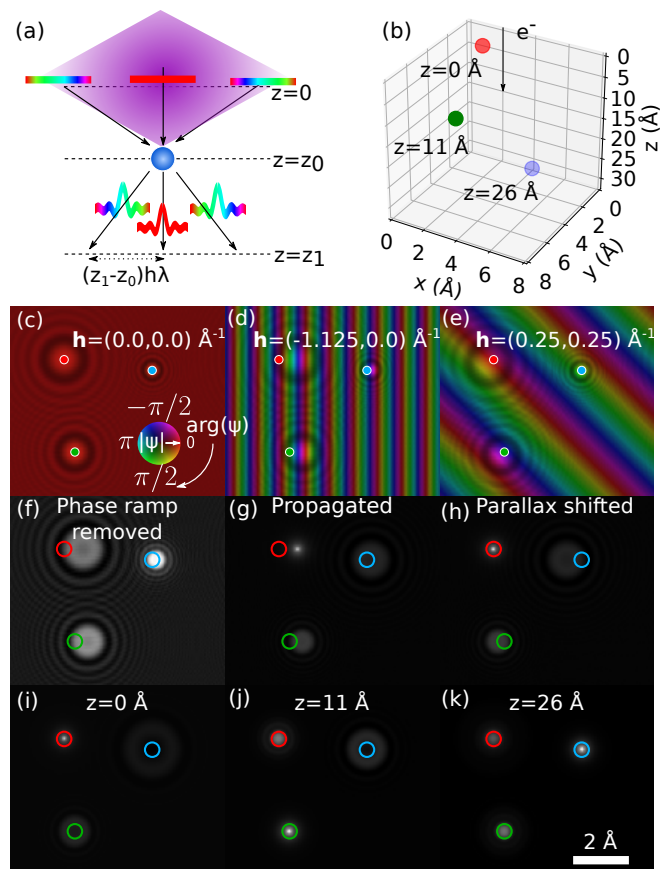 (a)
z=0
z=z₀
z=z₁
(z₁-z₀)hλ
(b)
e⁻
z=0 Å
z=11 Å
z=26 Å
0
5
10
15
20
25
30
z (Å)
0
2
4
6
8
x (Å)
0
2
4
6
8
y (Å)
(c)
h=(0.0,0.0) Å⁻¹
−π/2
π |ψ| 0
arg(ψ)
π/2
(d)
h=(-1.125,0.0) Å⁻¹
(e)
h=(0.25,0.25) Å⁻¹
(f)
Phase ramp
removed
(g)
Propagated
(h)
Parallax shifted
(i)
z=0 Å
(j)
z=11 Å
(k)
z=26 Å
2 Å